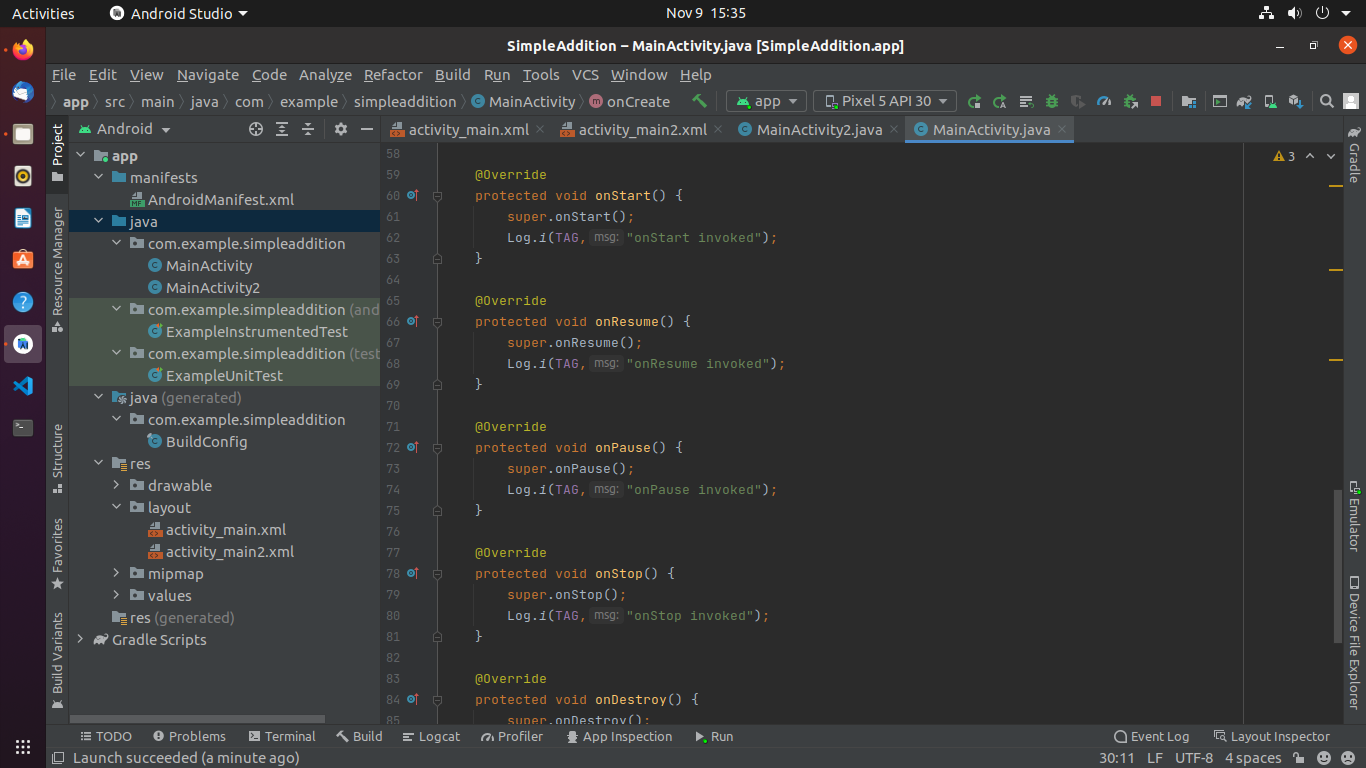 Activities Android Studio Nov 9 15:35
SimpleAddition – MainActivity.java [SimpleAddition.app]
File Edit View Navigate Code Analyze Refactor Build Run Tools VCS Window Help
app src main java com example simpleaddition MainActivity onCreate app Pixel 5 API 30
Project
Resource Manager
Structure
Favorites
Build Variants
Android
app
manifests
AndroidManifest.xml
java
com.example.simpleaddition
MainActivity
MainActivity2
com.example.simpleaddition (and
ExampleInstrumentedTest
com.example.simpleaddition (test
ExampleUnitTest
java (generated)
com.example.simpleaddition
BuildConfig
res
drawable
layout
activity_main.xml
activity_main2.xml
mipmap
values
res (generated)
Gradle Scripts
activity_main.xml activity_main2.xml MainActivity2.java MainActivity.java
3
58
59 @Override
60 protected void onStart() {
61 super.onStart();
62 Log.i(TAG, msg: "onStart invoked");
63 }
64
65 @Override
66 protected void onResume() {
67 super.onResume();
68 Log.i(TAG, msg: "onResume invoked");
69 }
70
71 @Override
72 protected void onPause() {
73 super.onPause();
74 Log.i(TAG, msg: "onPause invoked");
75 }
76
77 @Override
78 protected void onStop() {
79 super.onStop();
80 Log.i(TAG, msg: "onStop invoked");
81 }
82
83 @Override
84 protected void onDestroy() {
85 super.onDestroy();
Gradle
Emulator
Device File Explorer
TODO Problems Terminal Build Logcat Profiler App Inspection Run Event Log Layout Inspector
Launch succeeded (a minute ago) 30:11 LF UTF-8 4 spaces